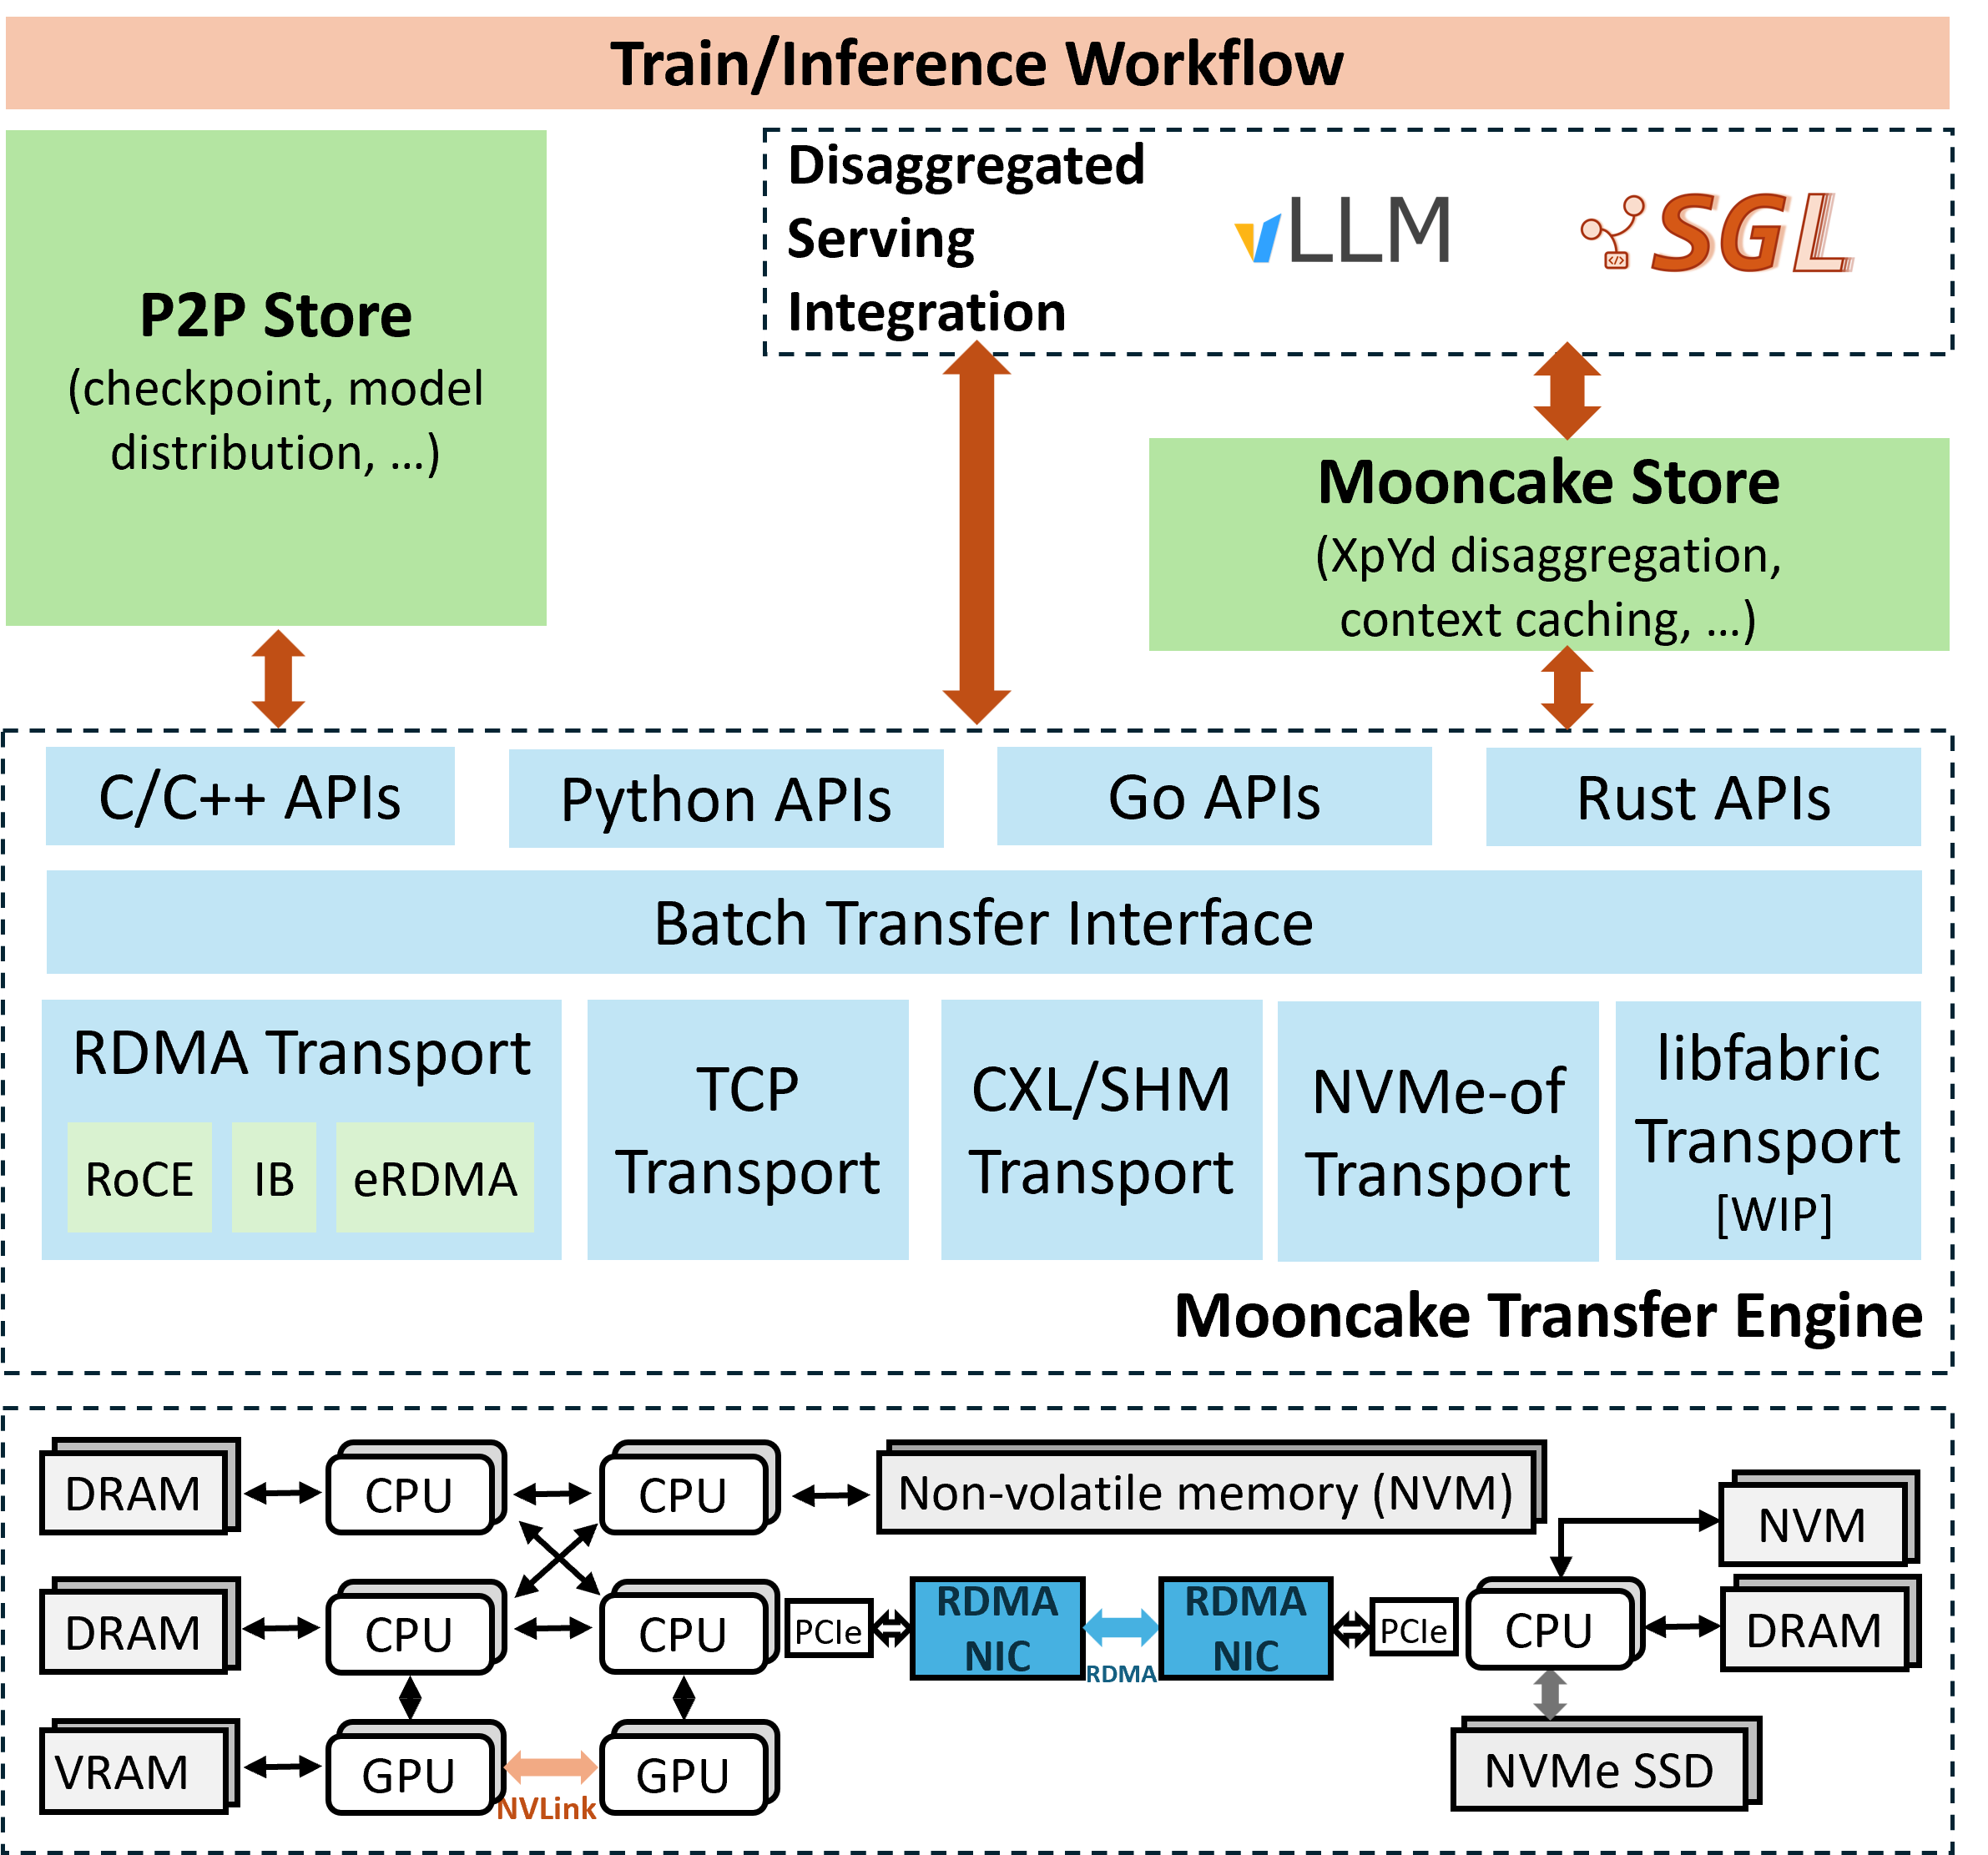 Train/Inference Workflow
P2P Store
(checkpoint, model
distribution, ...)
Disaggregated
Serving
Integration
vLLM
SGL
Mooncake Store
(XpYd disaggregation,
context caching, ...)
C/C++ APIs
Python APIs
Go APIs
Rust APIs
Batch Transfer Interface
RDMA Transport
RoCE
IB
eRDMA
TCP
Transport
CXL/SHM
Transport
NVMe-of
Transport
libfabric
Transport
[WIP]
Mooncake Transfer Engine
DRAM
CPU
CPU
Non-volatile memory (NVM)
NVM
DRAM
CPU
CPU
PCIe
RDMA
NIC
RDMA
RDMA
NIC
PCIe
CPU
DRAM
VRAM
GPU
NVLink
GPU
NVMe SSD